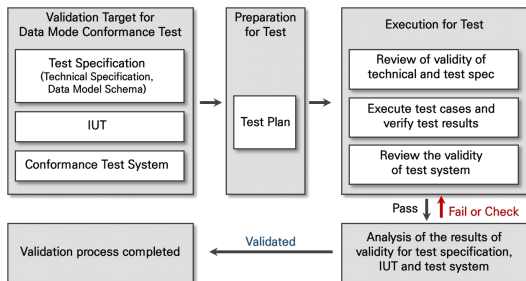 Validation Target for
Data Mode Conformance Test
Test Specification
(Technical Specification,
Data Model Schema)
IUT
Conformance Test System
Preparation
for Test
Test Plan
Execution for Test
Review of validity of
technical and test spec
Execute test cases and
verify test results
Review the validity
of test system
Pass
Fail or Check
Analysis of the results of
validity for test specification,
IUT and test system
Validated
Validation process completed